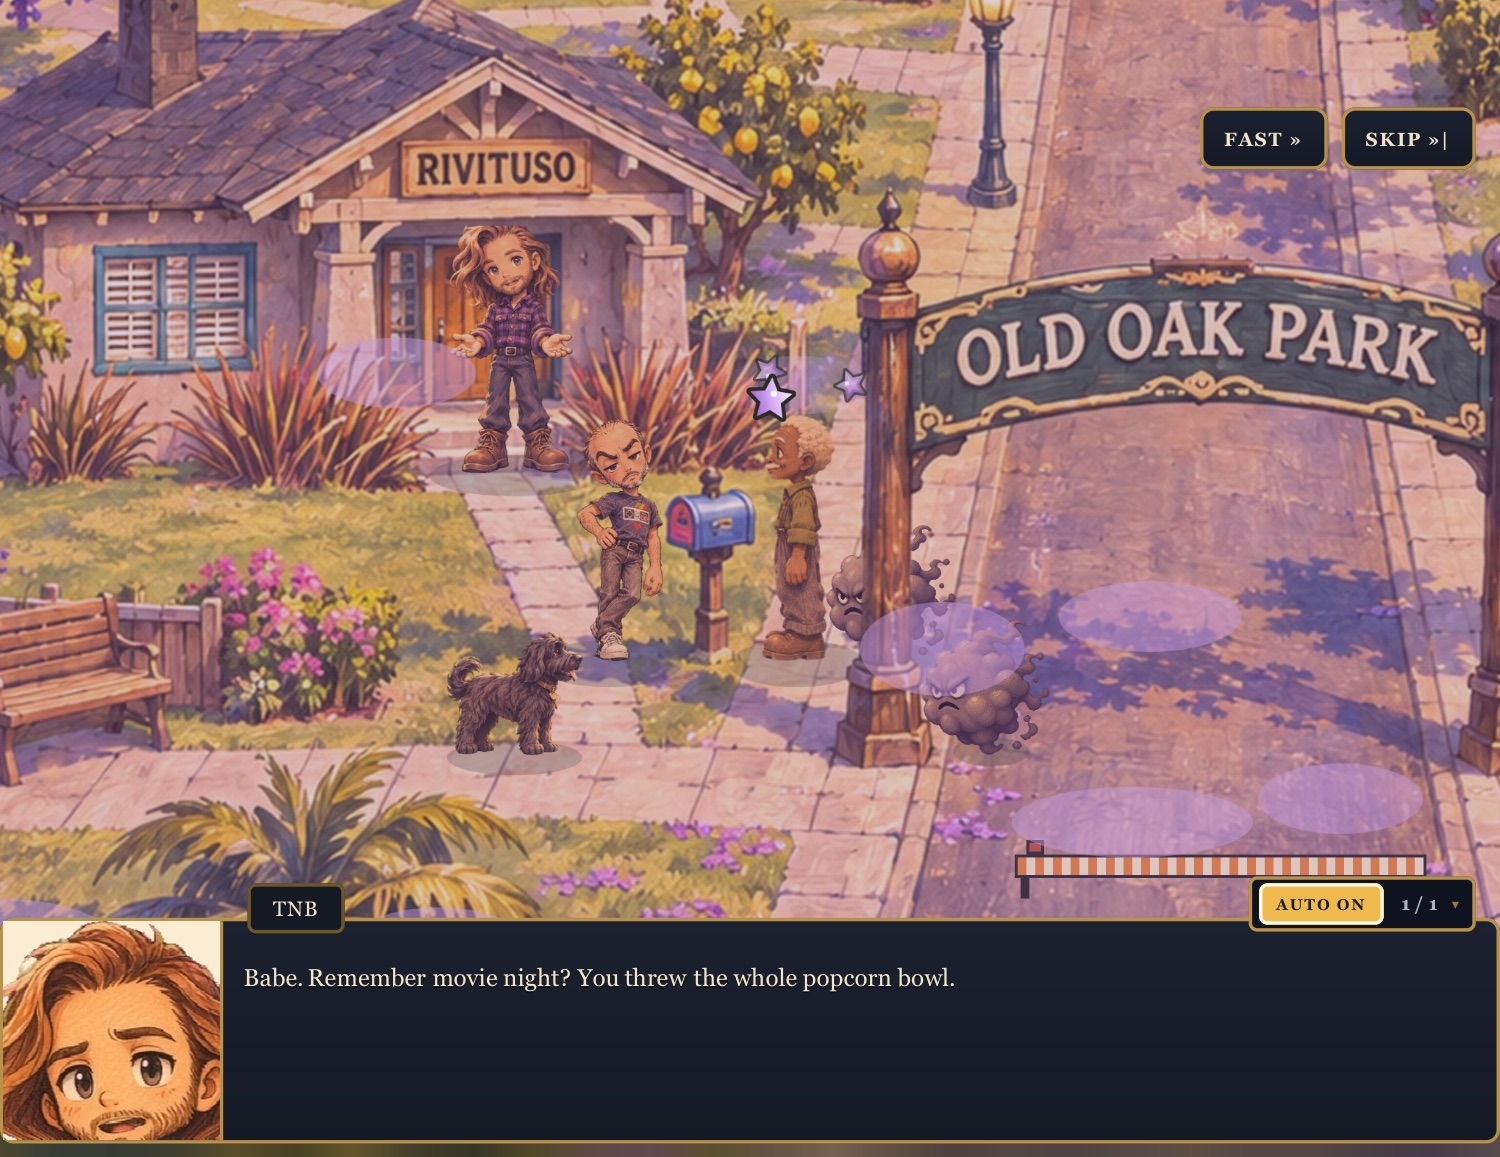 RIVITUSO
FAST »
SKIP »|
OLD OAK PARK
TNB
AUTO ON
1 / 1 ▼
Babe. Remember movie night? You threw the whole popcorn bowl.